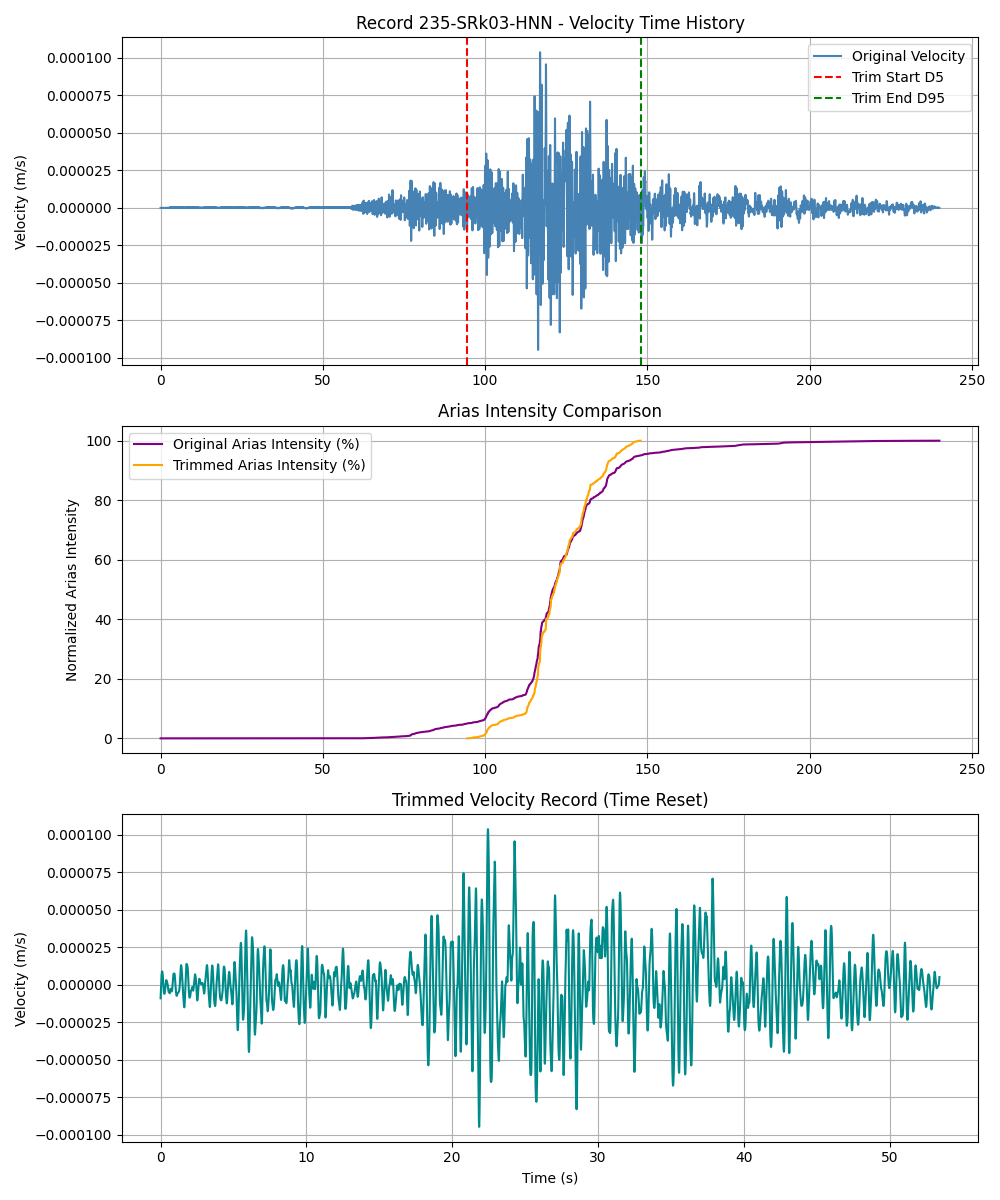 Record 235-SRk03-HNN - Velocity Time History
Velocity (m/s)
0.000100
0.000075
0.000050
0.000025
0.000000
−0.000025
−0.000050
−0.000075
−0.000100
Original Velocity
Trim Start D5
Trim End D95
0 50 100 150 200 250
Arias Intensity Comparison
Normalized Arias Intensity
100
80
60
40
20
0
Original Arias Intensity (%)
Trimmed Arias Intensity (%)
0 50 100 150 200 250
Trimmed Velocity Record (Time Reset)
Velocity (m/s)
0.000100
0.000075
0.000050
0.000025
0.000000
−0.000025
−0.000050
−0.000075
−0.000100
0 10 20 30 40 50
Time (s)